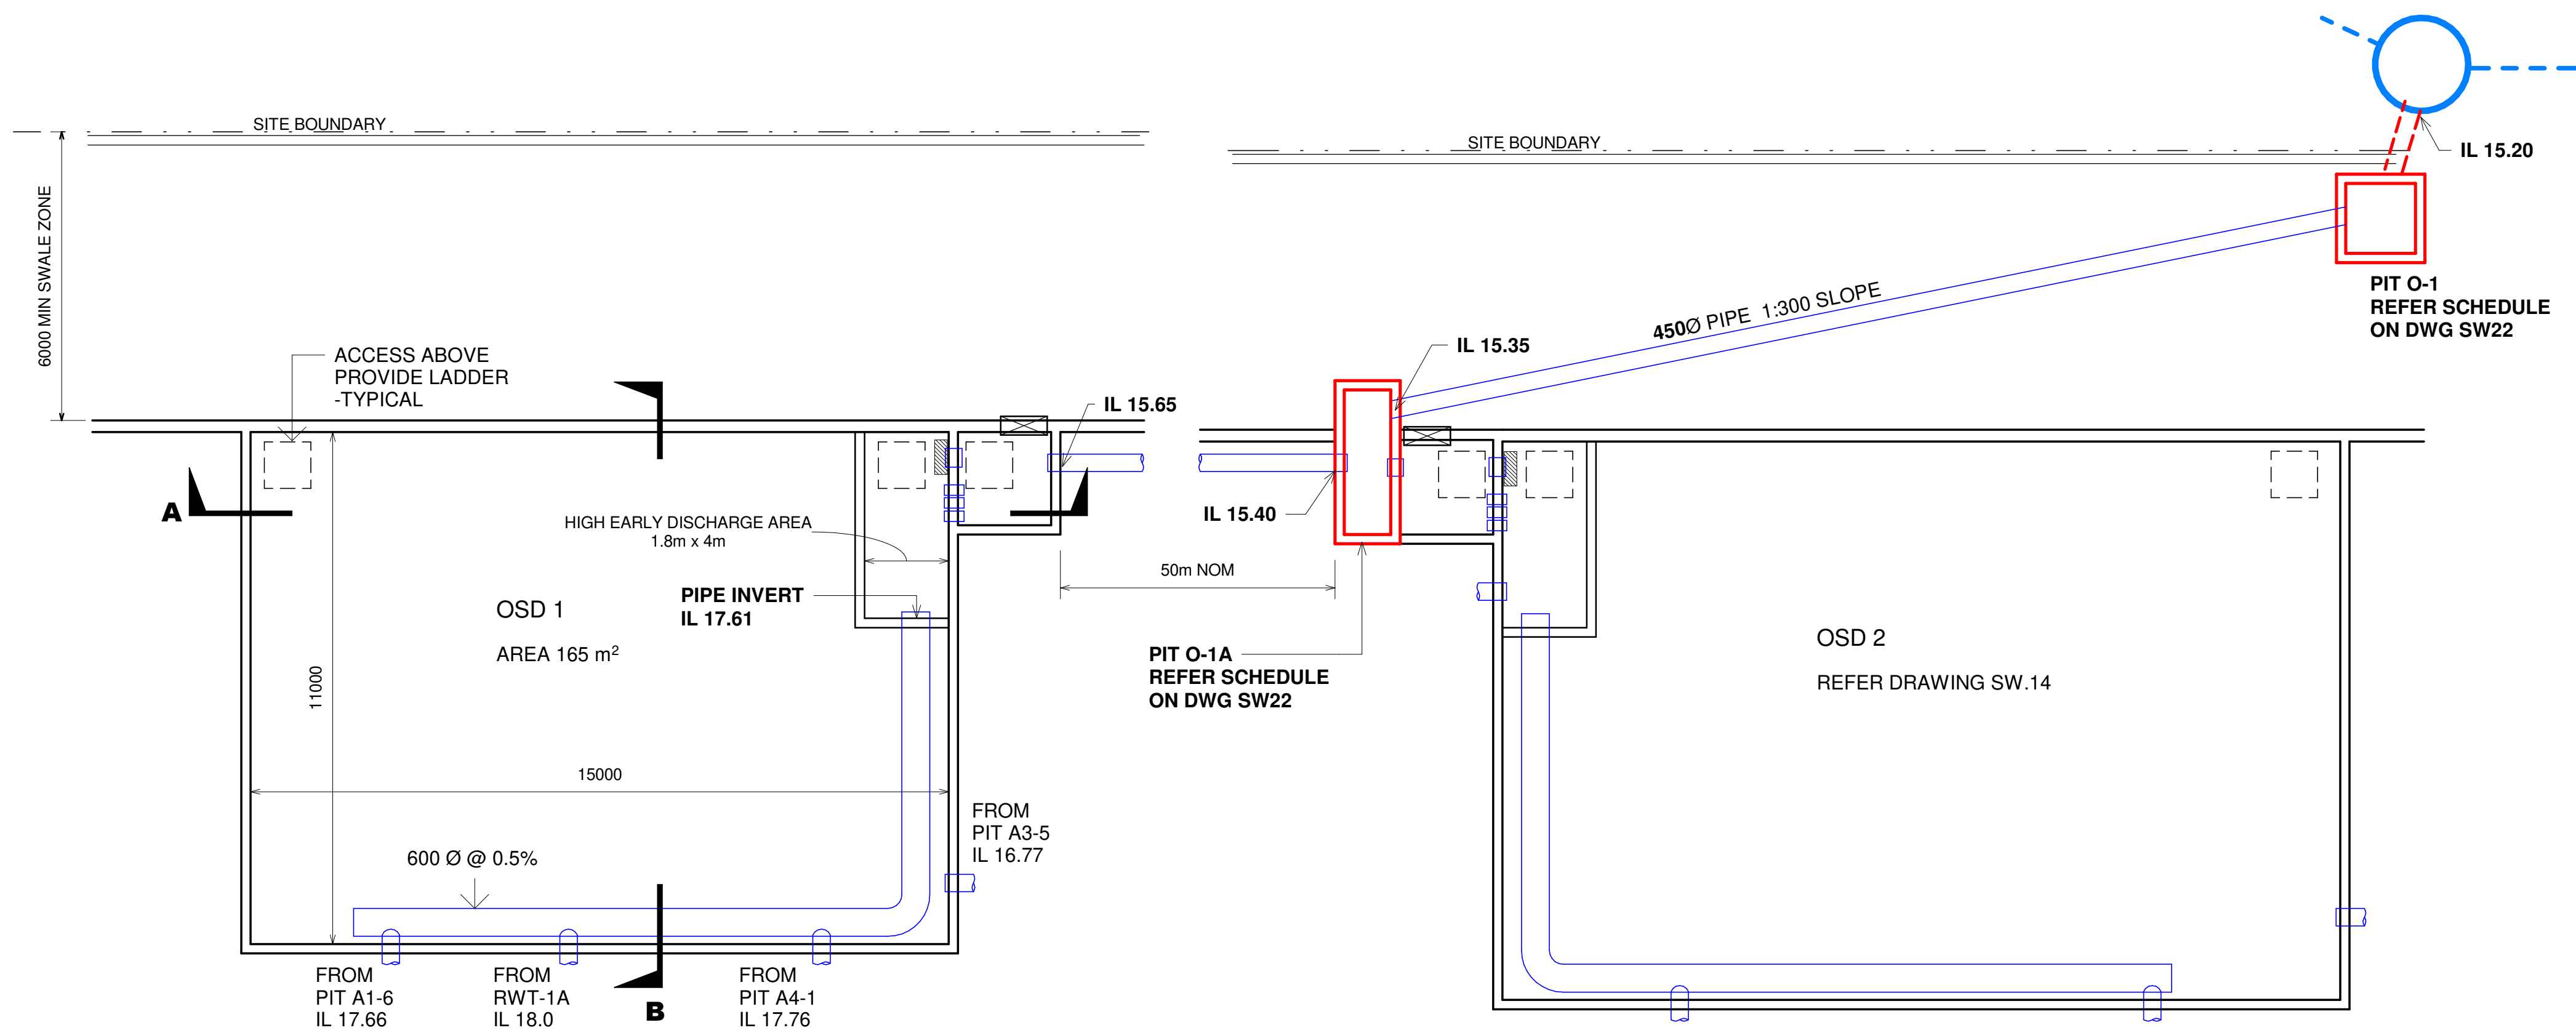 SITE BOUNDARY
SITE BOUNDARY
IL 15.20
6000 MIN SWALE ZONE
PIT O-1
REFER SCHEDULE
ON DWG SW22
450Ø PIPE 1:300 SLOPE
ACCESS ABOVE
PROVIDE LADDER
-TYPICAL
IL 15.35
IL 15.65
A
IL 15.40
HIGH EARLY DISCHARGE AREA
1.8m x 4m
50m NOM
PIPE INVERT
IL 17.61
OSD 1
AREA 165 m²
11000
PIT O-1A
REFER SCHEDULE
ON DWG SW22
OSD 2
REFER DRAWING SW.14
15000
FROM
PIT A3-5
IL 16.77
600 Ø @ 0.5%
FROM
PIT A1-6
IL 17.66
FROM
RWT-1A
IL 18.0
B
FROM
PIT A4-1
IL 17.76